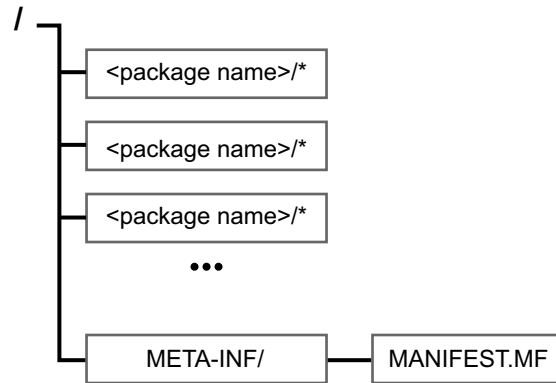 /
<package name>/*
<package name>/*
<package name>/*
•••
META-INF/
MANIFEST.MF